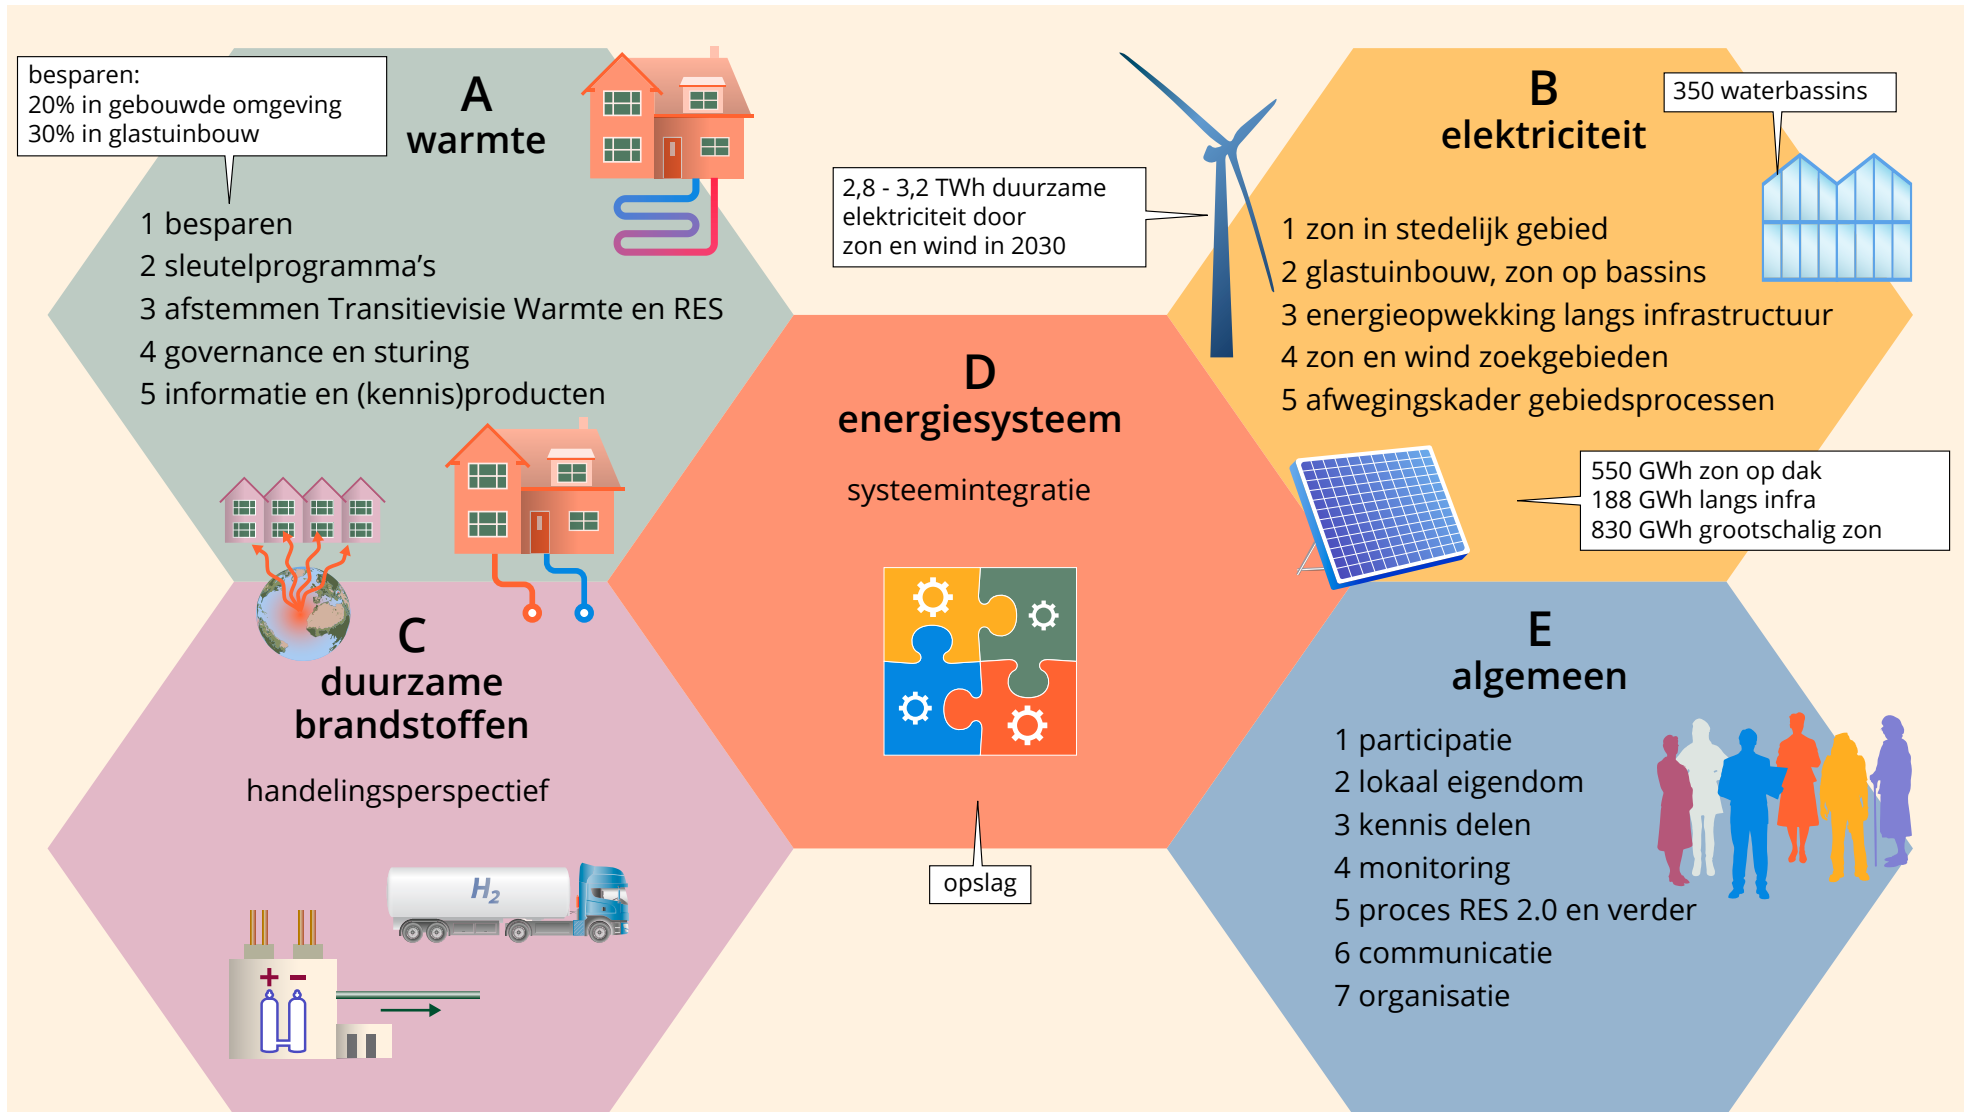 besparen:
20% in gebouwde omgeving
30% in glastuinbouw
A
warmte
1 besparen
2 sleutelprogramma’s
3 afstemmen Transitievisie Warmte en RES
4 governance en sturing
5 informatie en (kennis)producten
2,8 - 3,2 TWh duurzame
elektriciteit door
zon en wind in 2030
B
elektriciteit
350 waterbassins
1 zon in stedelijk gebied
2 glastuinbouw, zon op bassins
3 energieopwekking langs infrastructuur
4 zon en wind zoekgebieden
5 afwegingskader gebiedsprocessen
550 GWh zon op dak
188 GWh langs infra
830 GWh grootschalig zon
D
energiesysteem
systeemintegratie
opslag
C
duurzame
brandstoffen
handelingsperspectief
H2
+ −
E
algemeen
1 participatie
2 lokaal eigendom
3 kennis delen
4 monitoring
5 proces RES 2.0 en verder
6 communicatie
7 organisatie